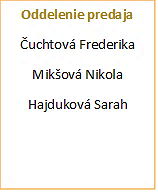 Oddelenie predaja
Čuchtová Frederika
Mikšová Nikola
Hajduková Sarah